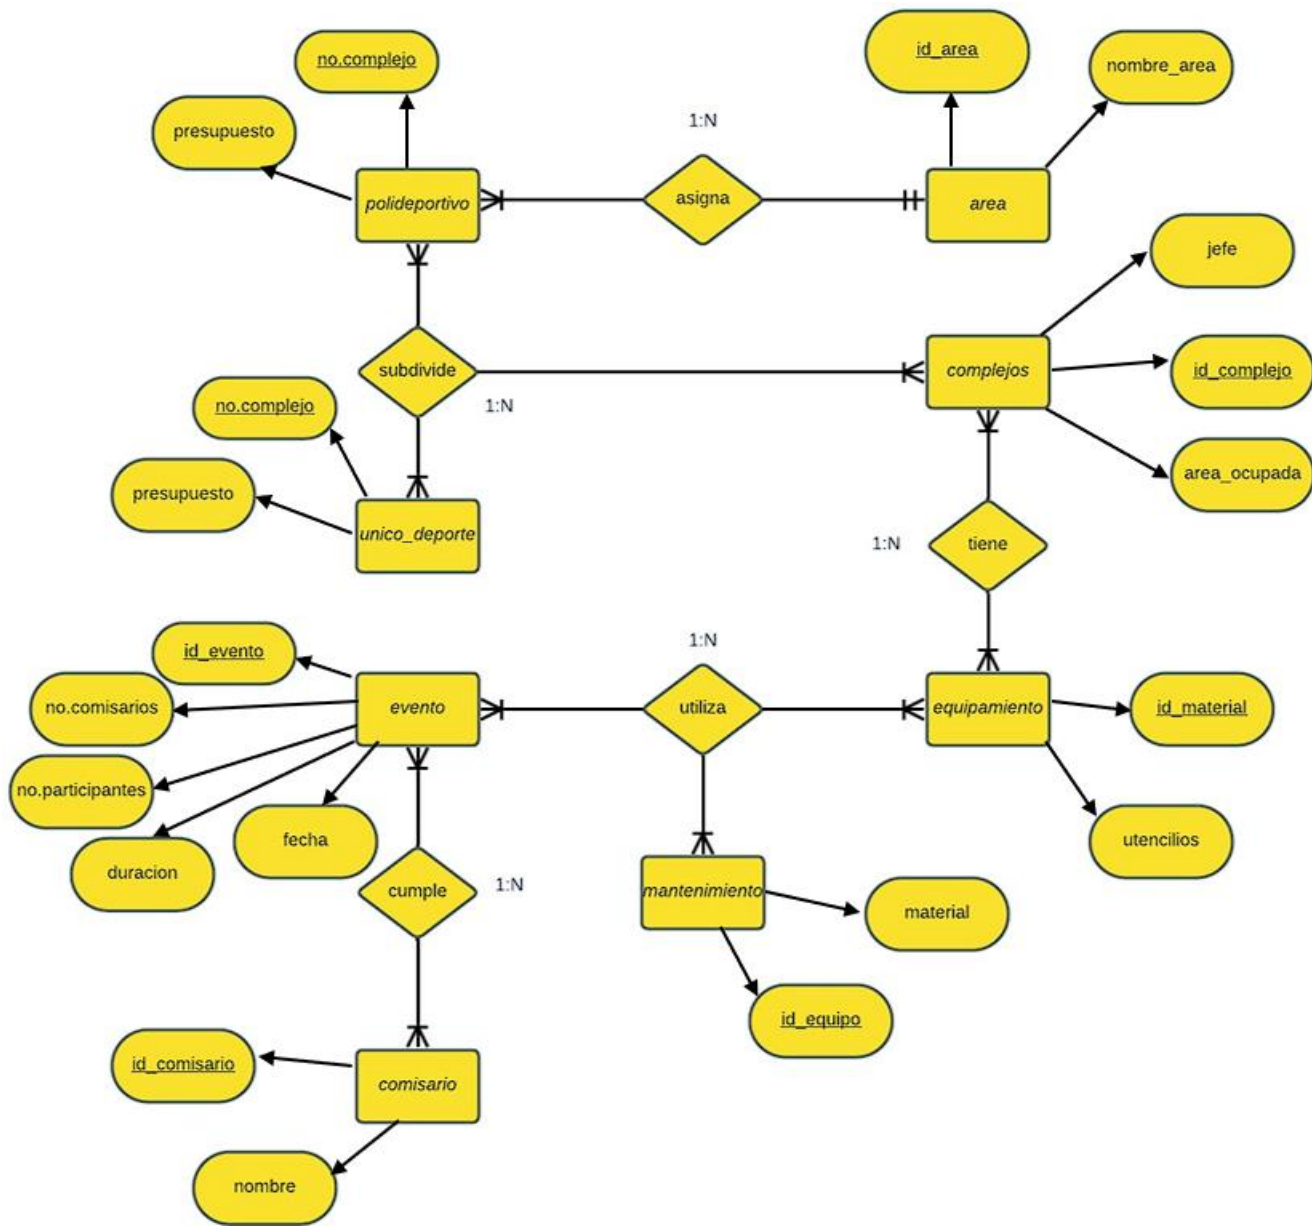 id_area
no.complejo
nombre_area
1:N
presupuesto
asigna
polideportivo
area
jefe
subdivide
complejos
id_complejo
no.complejo
1:N
area_ocupada
presupuesto
unico_deporte
1:N
tiene
1:N
id_evento
no.comisarios
evento
utiliza
equipamiento
id_material
no.participantes
fecha
utencilios
duracion
cumple
1:N
mantenimiento
material
id_equipo
id_comisario
comisario
nombre